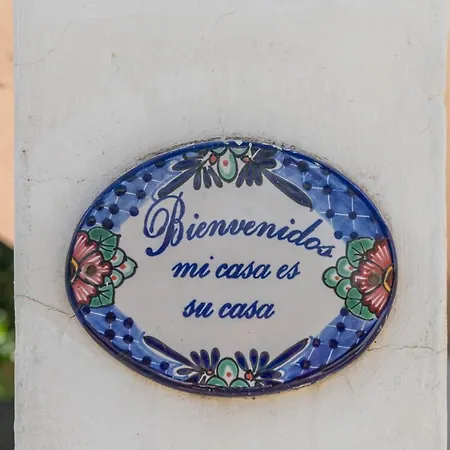 Bienvenidos
mi casa es
su casa